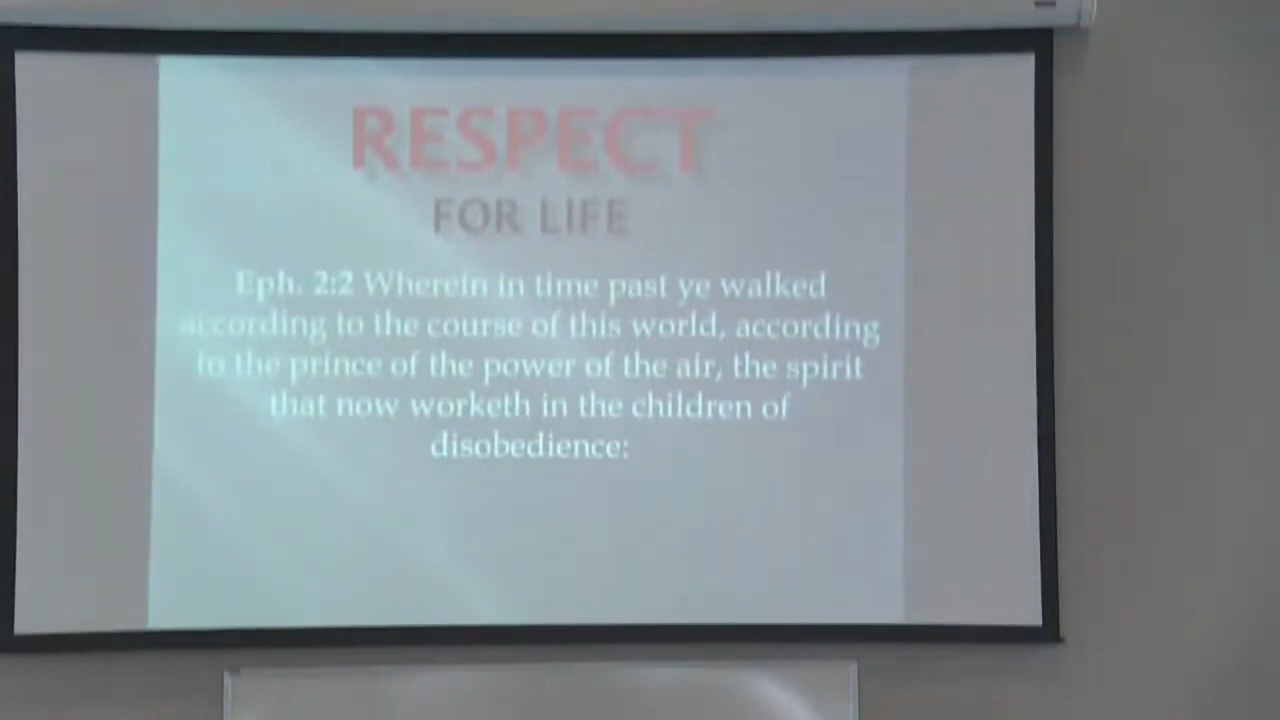 RESPECT
FOR LIFE
Eph. 2:2 Wherein in time past ye walked
according to the course of this world, according
to the prince of the power of the air, the spirit
that now worketh in the children of
disobedience: